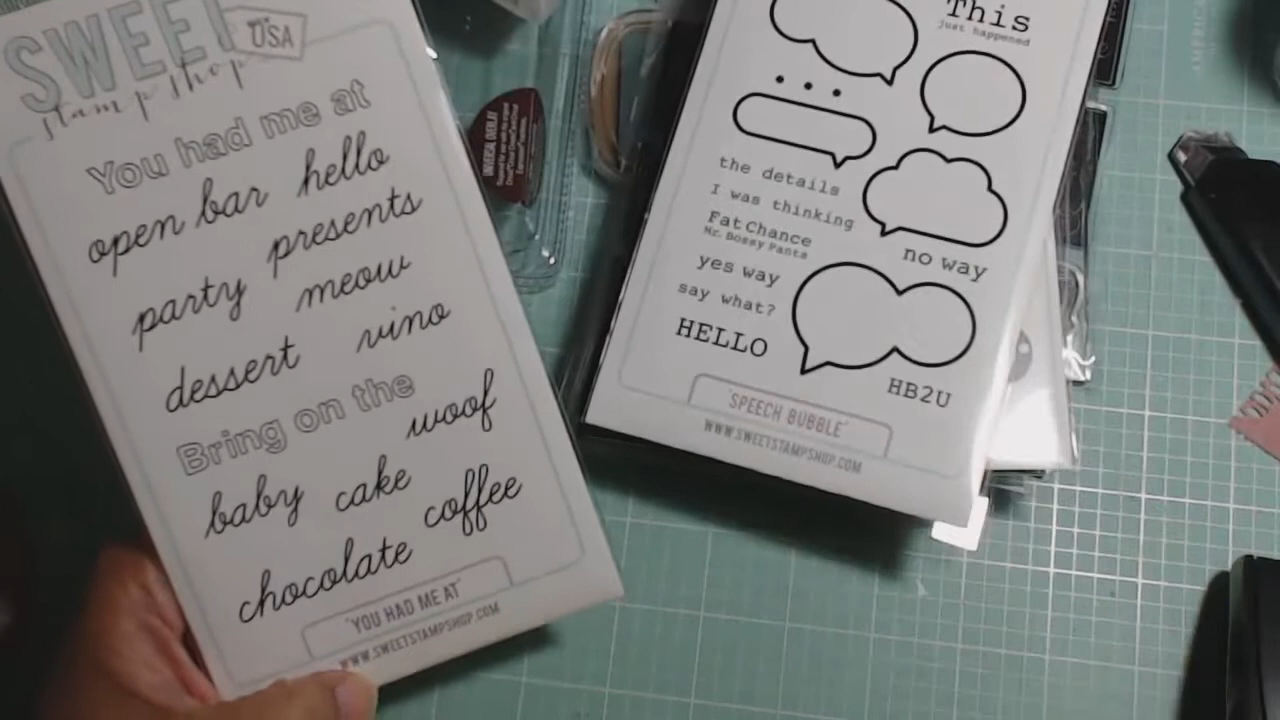 SWEET
USA
stamp shop
You had me at
open bar hello
party presents
meow
dessert vino
Bring on the
woof
baby cake
coffee
chocolate
"YOU HAD ME AT"
WWW.SWEETSTAMPSHOP.COM
This
just happened
the details
I was thinking
Fat Chance
Mr. Bossy Pants
no way
yes way
say what?
HELLO
HB2U
"SPEECH BUBBLE"
WWW.SWEETSTAMPSHOP.COM
UNIVERSAL OVERLAY